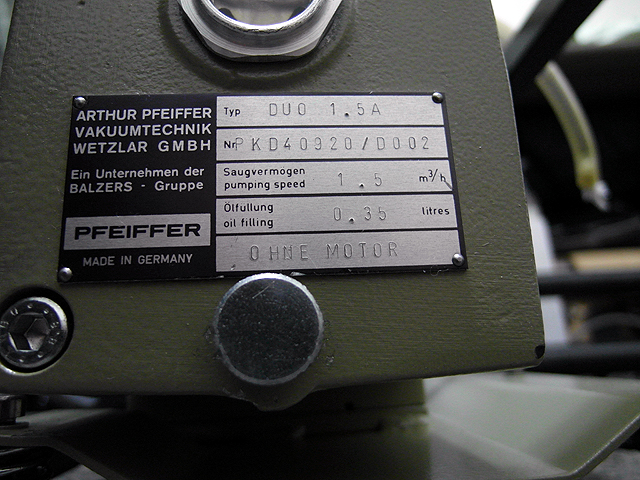 ARTHUR PFEIFFER
VAKUUMTECHNIK
WETZLAR GMBH
Ein Unternehmen der
BALZERS - Gruppe
PFEIFFER
MADE IN GERMANY
Typ DUO 1.5A
Nr PKD40920/D002
Saugvermögen
pumping speed 1.5 m³/h
Ölfüllung
oil filling 0.35 litres
OHNE MOTOR